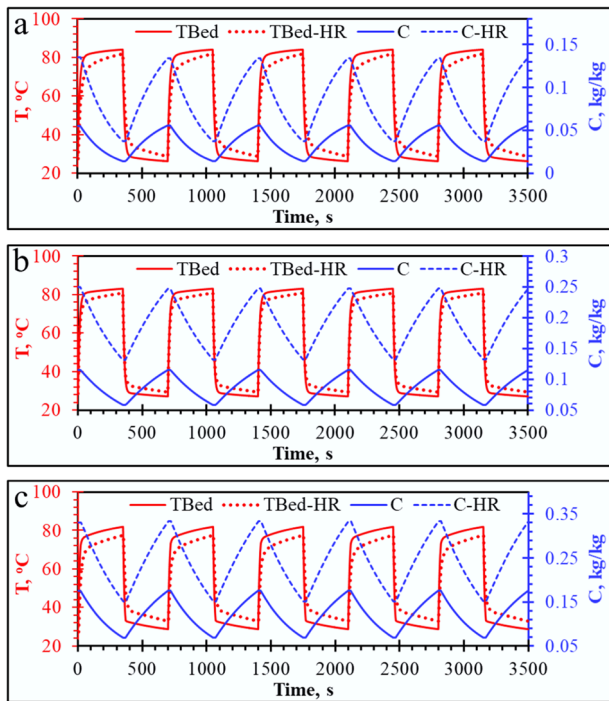 a
TBed TBed-HR C C-HR
100
80
60
40
20
T, °C
0.15
0.1
0.05
0
C, kg/kg
0 500 1000 1500 2000 2500 3000 3500
Time, s
b
TBed TBed-HR C C-HR
100
80
60
40
20
T, °C
0.3
0.25
0.2
0.15
0.1
0.05
C, kg/kg
0 500 1000 1500 2000 2500 3000 3500
Time, s
c
TBed TBed-HR C C-HR
100
80
60
40
20
T, °C
0.35
0.25
0.15
0.05
C, kg/kg
0 500 1000 1500 2000 2500 3000 3500
Time, s